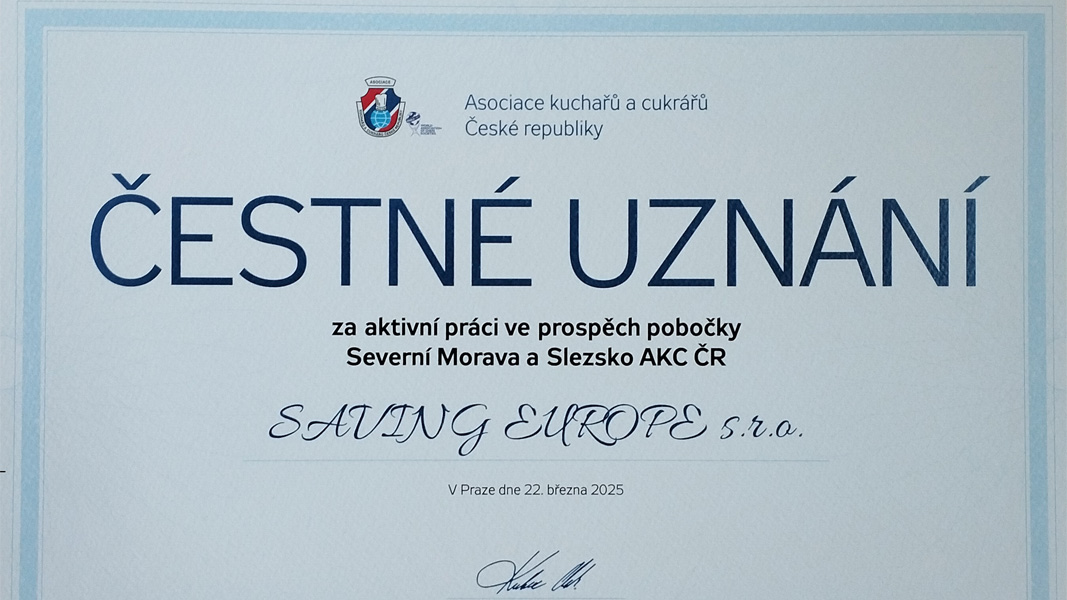 ASOCIACE
Asociace kuchařů a cukrářů
České republiky
ČESTNÉ UZNÁNÍ
za aktivní práci ve prospěch pobočky
Severní Morava a Slezsko AKC ČR
SAVING EUROPE s.r.o.
V Praze dne 22. března 2025